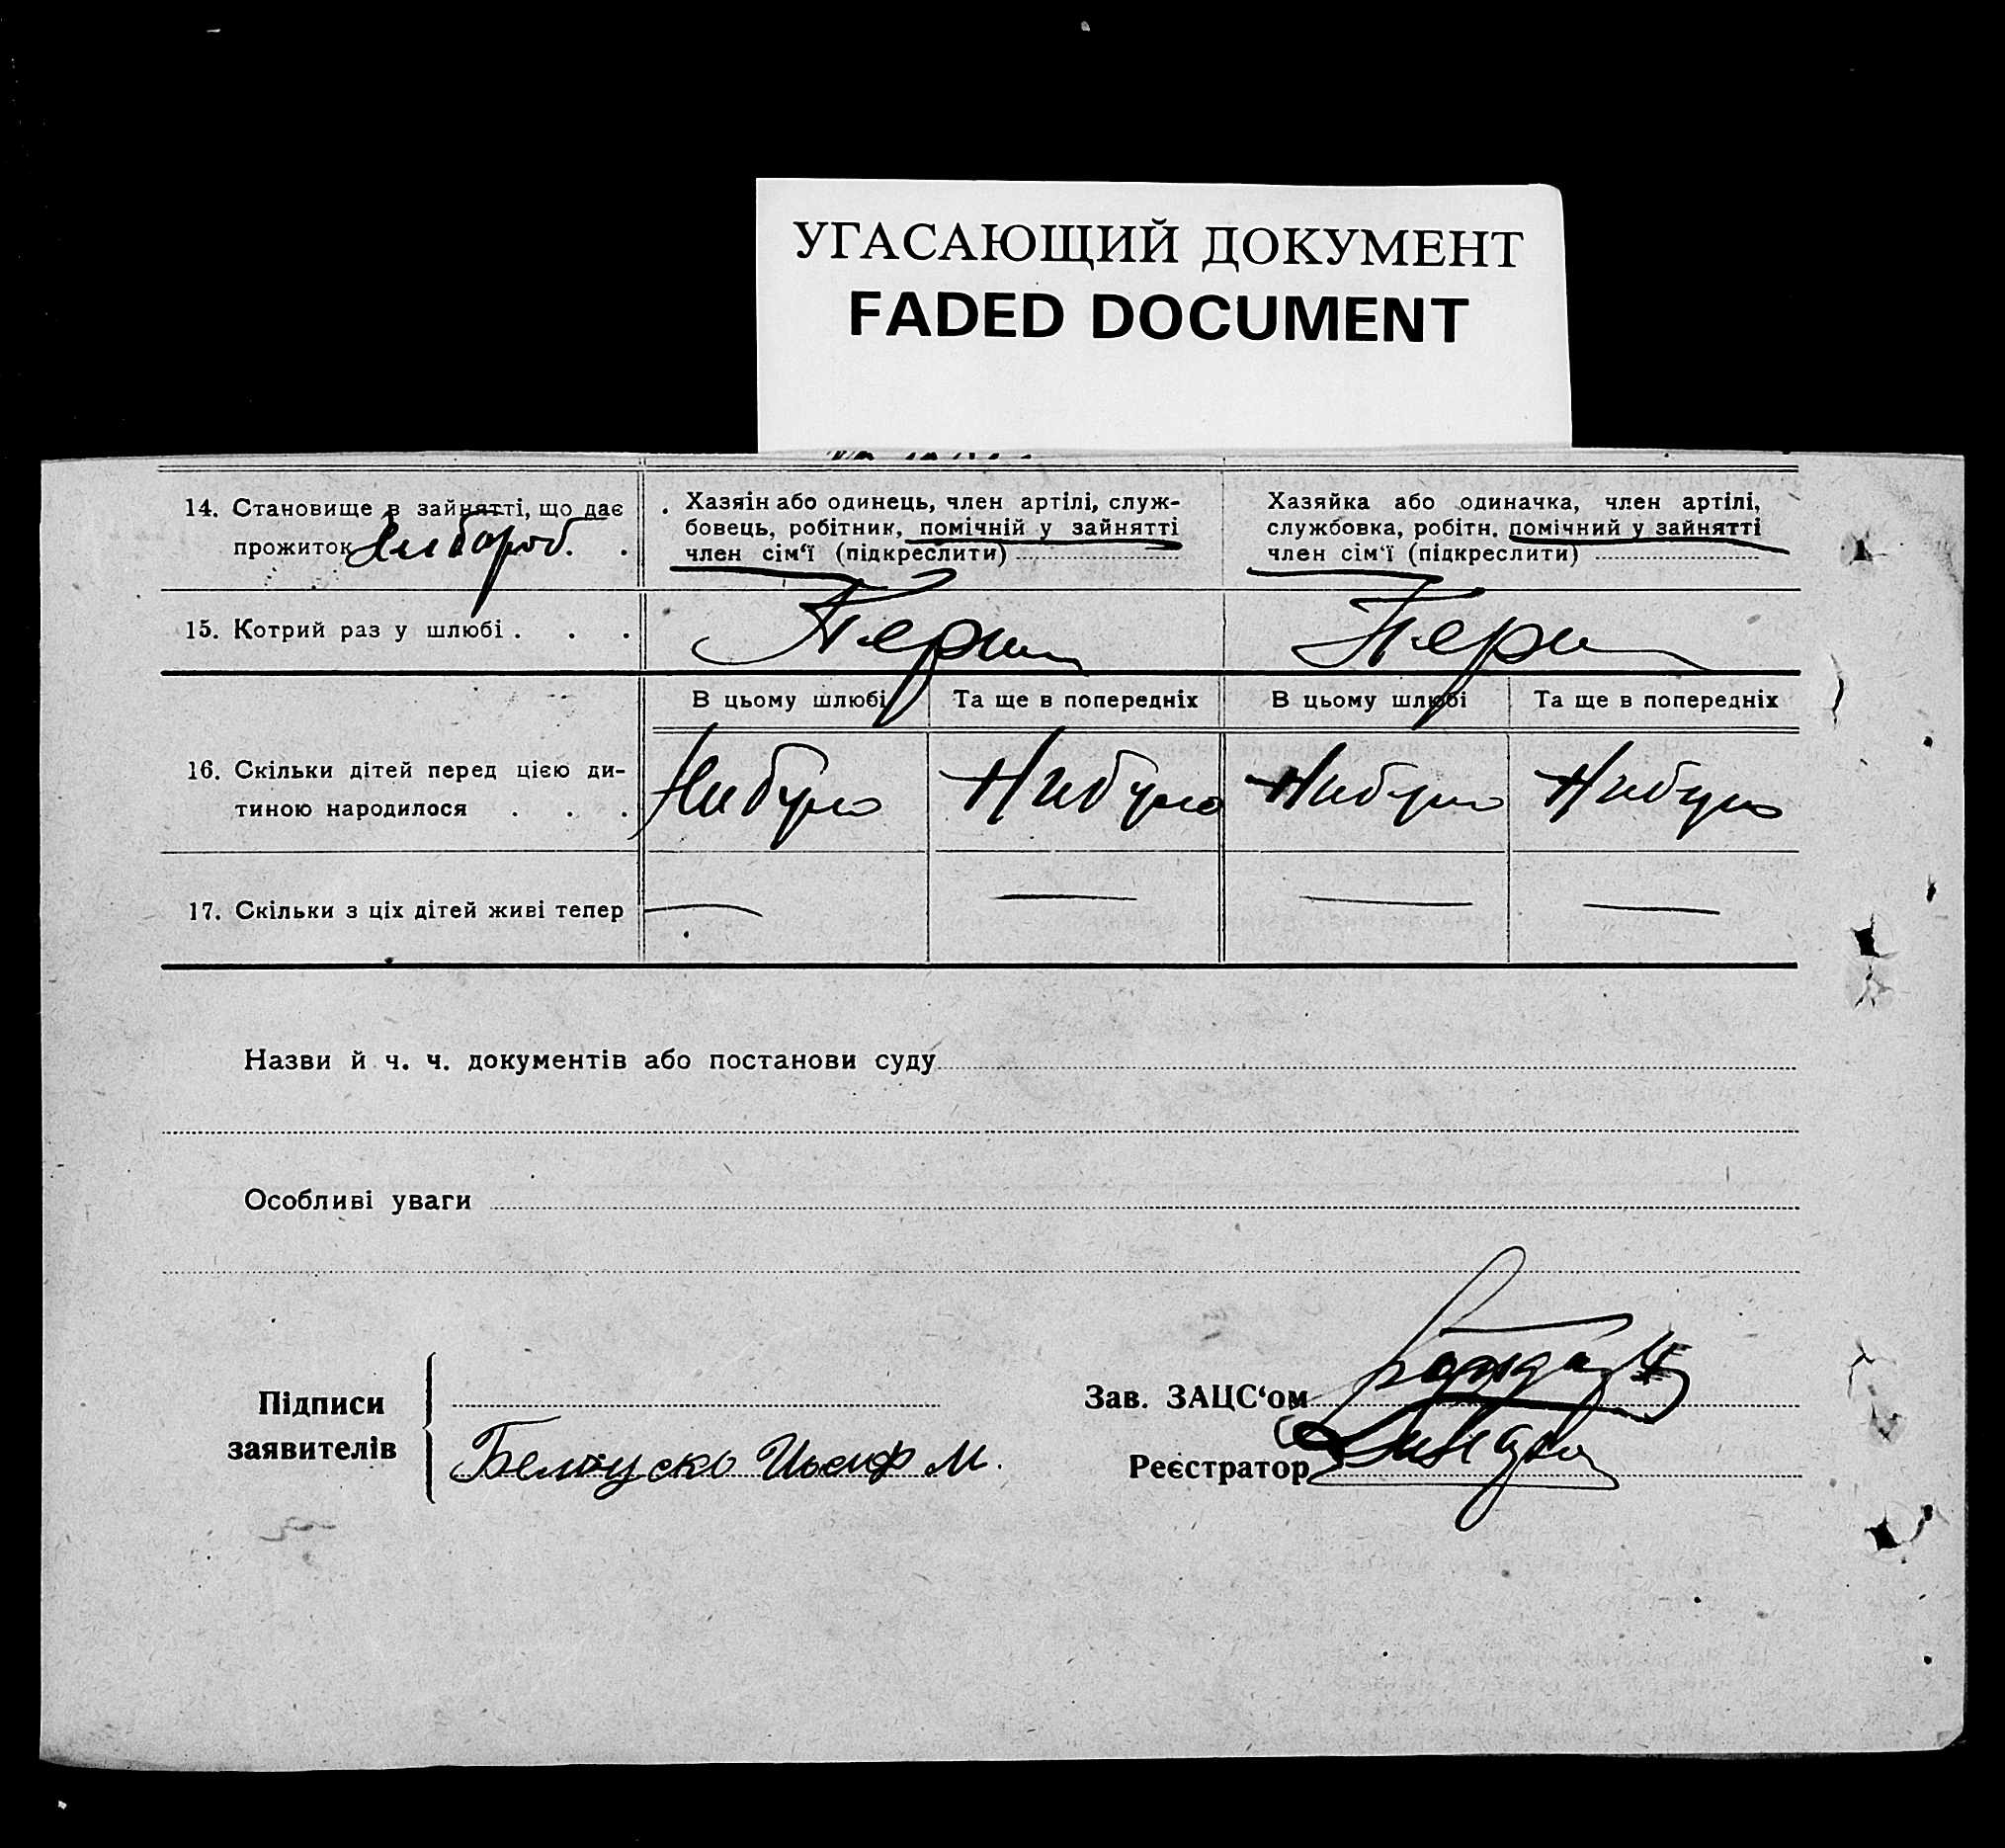 УГАСАЮЩИЙ ДОКУМЕНТ
FADED DOCUMENT
14. Становище в зайнятті, що дає
прожиток Хлибороб. .
. Хазяін або одинець, член артілі, служ-
бовець, робітник, помічній у зайнятті
член сім'ї (підкреслити)
Хазяйка або одиначка, член артілі,
службовка, робітн. помічний у зайнятті
член сім'ї (підкреслити)
15. Котрий раз у шлюбі . . .
Перш
Перш
В цьому шлюбі
Та ще в попередніх
В цьому шлюбі
Та ще в попередніх
16. Скільки дітей перед цією ди-
тиною народилося . . .
Нибуло
Нибуло
Нибуло
Нибуло
17. Скільки з ціх дітей живі тепер
— — — —
Назви й ч. ч. документів або постанови суду
Особливі уваги
Підписи
заявителів
Иосиф М.
Зав. ЗАЦС'ом
Реєстратор